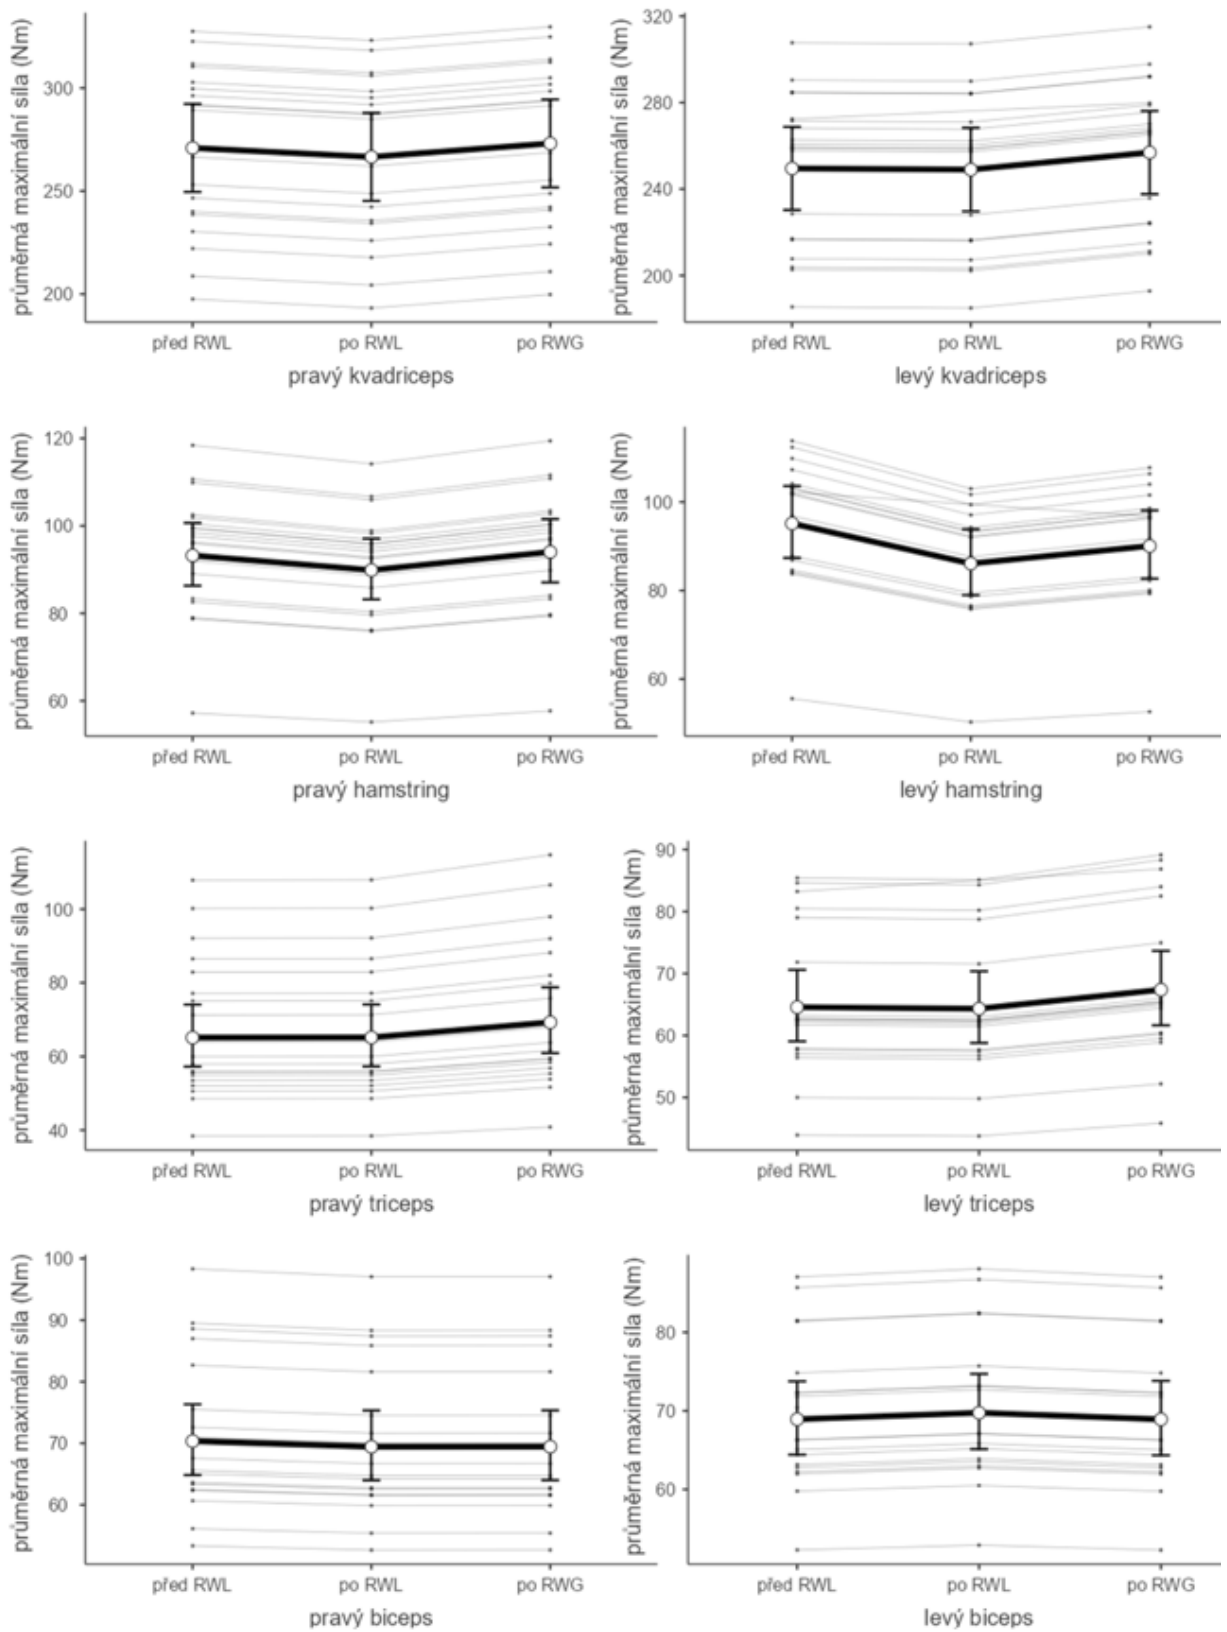 průměrná maximální síla (Nm)
300
250
200
před RWL po RWL po RWG
pravý kvadriceps
průměrná maximální síla (Nm)
320
280
240
200
před RWL po RWL po RWG
levý kvadriceps
průměrná maximální síla (Nm)
120
100
80
60
před RWL po RWL po RWG
pravý hamstring
průměrná maximální síla (Nm)
100
80
60
před RWL po RWL po RWG
levý hamstring
průměrná maximální síla (Nm)
100
80
60
40
před RWL po RWL po RWG
pravý triceps
průměrná maximální síla (Nm)
90
80
70
60
50
před RWL po RWL po RWG
levý triceps
průměrná maximální síla (Nm)
100
90
80
70
60
před RWL po RWL po RWG
pravý biceps
průměrná maximální síla (Nm)
80
70
60
před RWL po RWL po RWG
levý biceps